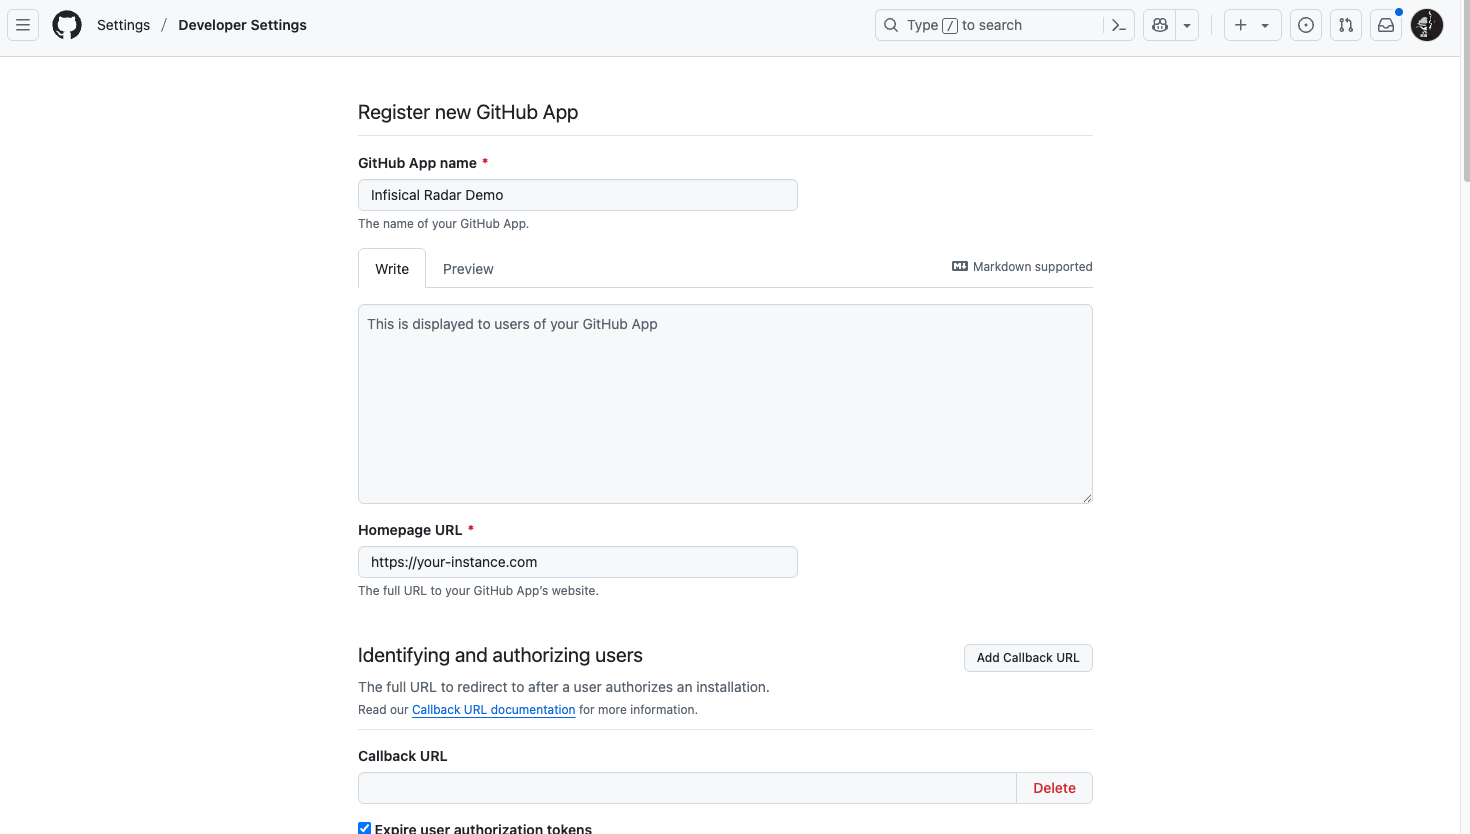 Settings / Developer Settings
Type / to search
Register new GitHub App
GitHub App name *
Infisical Radar Demo
The name of your GitHub App.
Write Preview Markdown supported
This is displayed to users of your GitHub App
Homepage URL *
https://your-instance.com
The full URL to your GitHub App's website.
Identifying and authorizing users
Add Callback URL
The full URL to redirect to after a user authorizes an installation.
Read our Callback URL documentation for more information.
Callback URL
Delete
Expire user authorization tokens